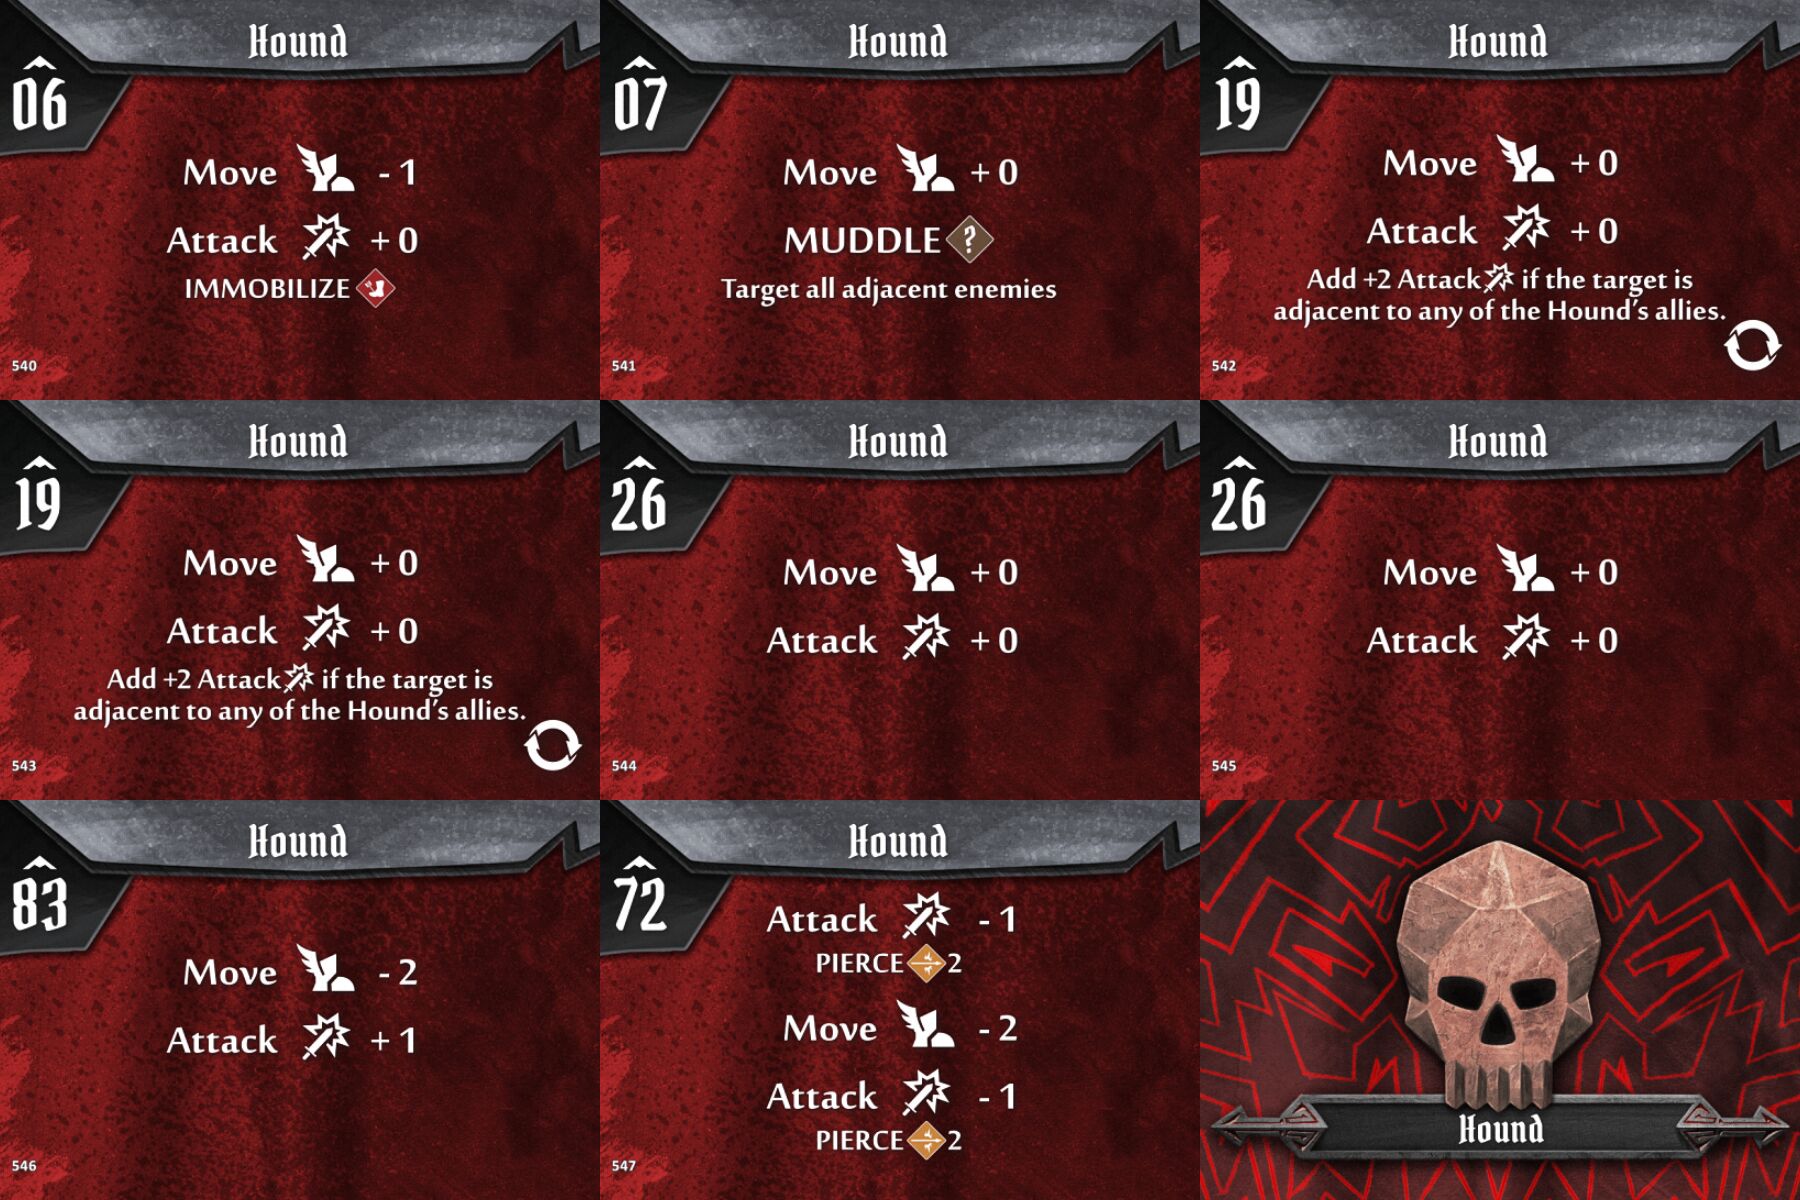 Hound
06
Move - 1
Attack + 0
IMMOBILIZE
540
Hound
07
Move + 0
MUDDLE ?
Target all adjacent enemies
541
Hound
19
Move + 0
Attack + 0
Add +2 Attack if the target is
adjacent to any of the Hound's allies.
542
Hound
19
Move + 0
Attack + 0
Add +2 Attack if the target is
adjacent to any of the Hound's allies.
543
Hound
26
Move + 0
Attack + 0
544
Hound
26
Move + 0
Attack + 0
545
Hound
83
Move - 2
Attack + 1
546
Hound
72
Attack - 1
PIERCE 2
Move - 2
Attack - 1
PIERCE 2
547
Hound